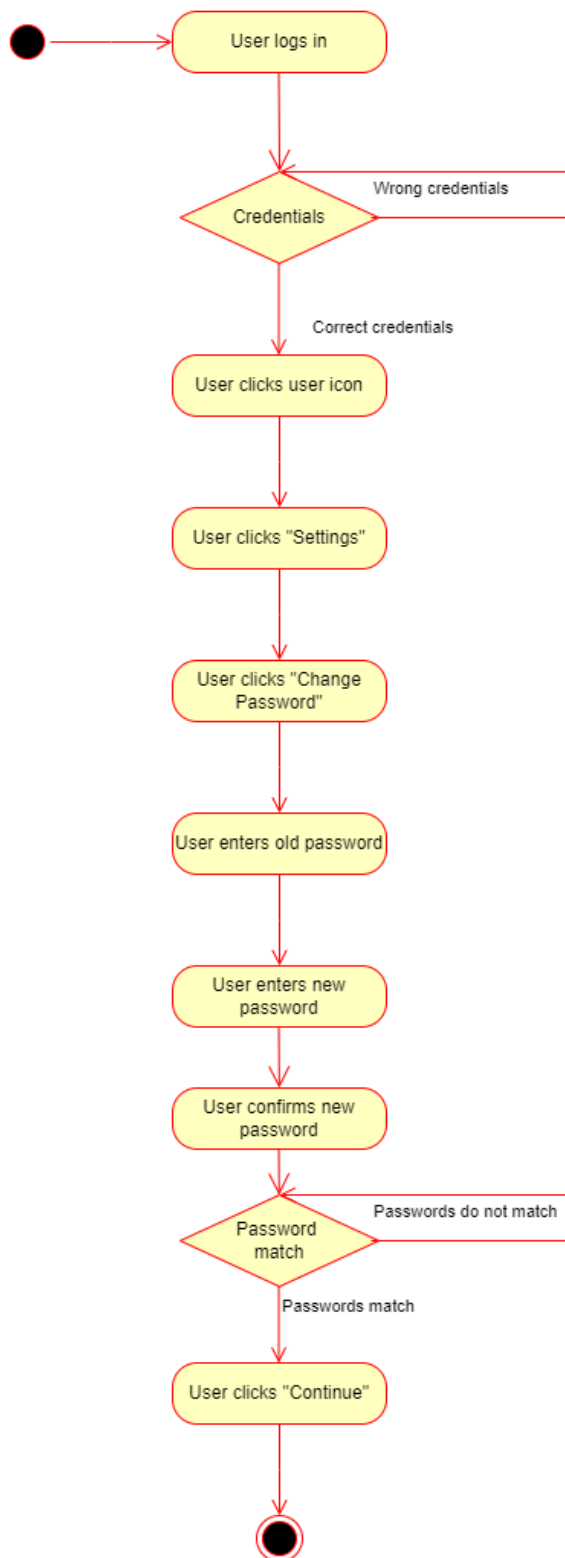 User logs in
Wrong credentials
Credentials
Correct credentials
User clicks user icon
User clicks "Settings"
User clicks "Change
Password"
User enters old password
User enters new
password
User confirms new
password
Passwords do not match
Password
match
Passwords match
User clicks "Continue"